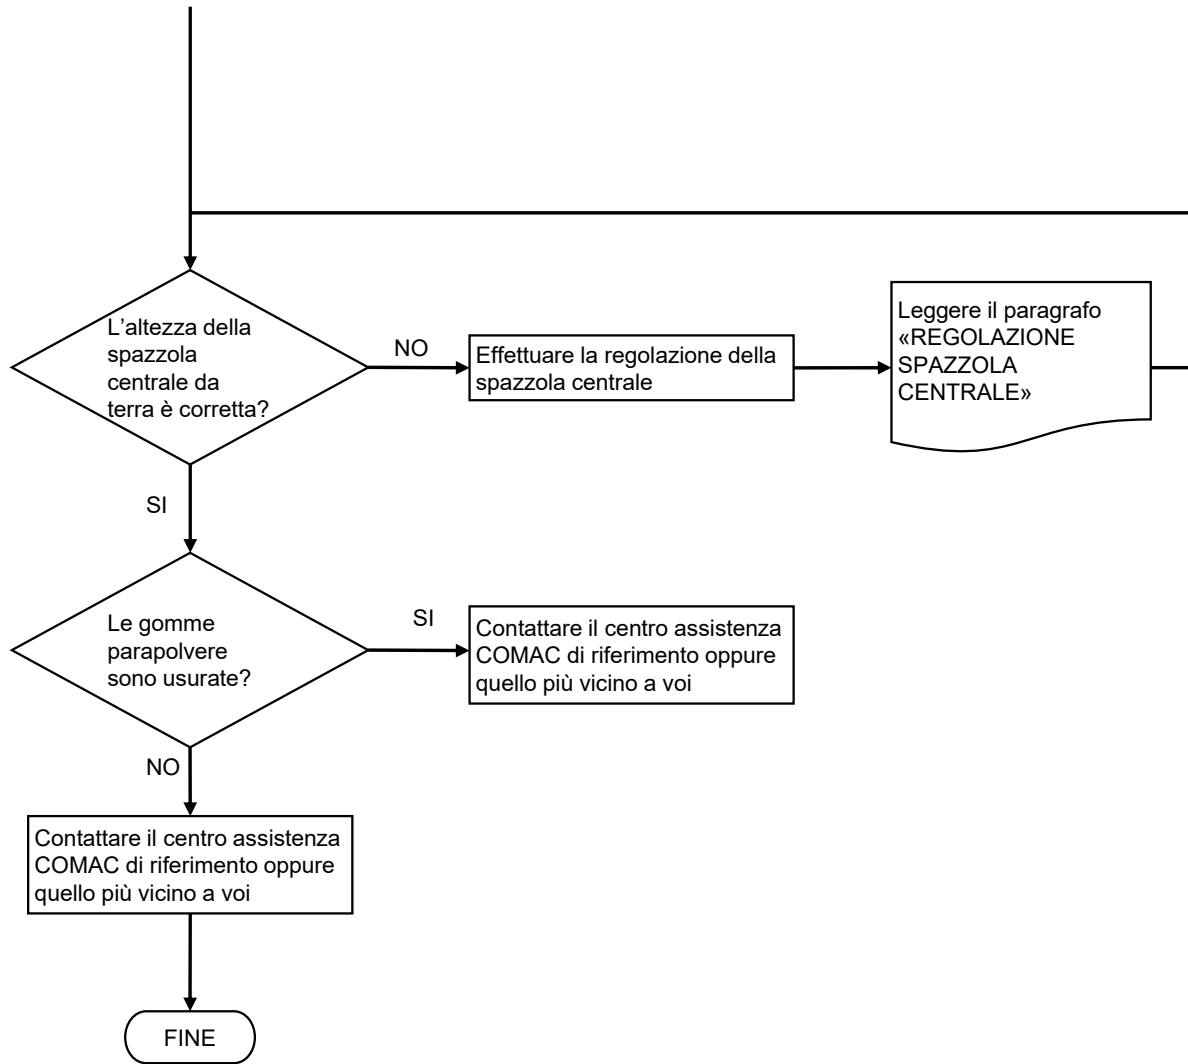 L’altezza della
spazzola
centrale da
terra è corretta?
NO
Effettuare la regolazione della
spazzola centrale
Leggere il paragrafo
«REGOLAZIONE
SPAZZOLA
CENTRALE»
SI
Le gomme
parapolvere
sono usurate?
SI
Contattare il centro assistenza
COMAC di riferimento oppure
quello più vicino a voi
NO
Contattare il centro assistenza
COMAC di riferimento oppure
quello più vicino a voi
FINE